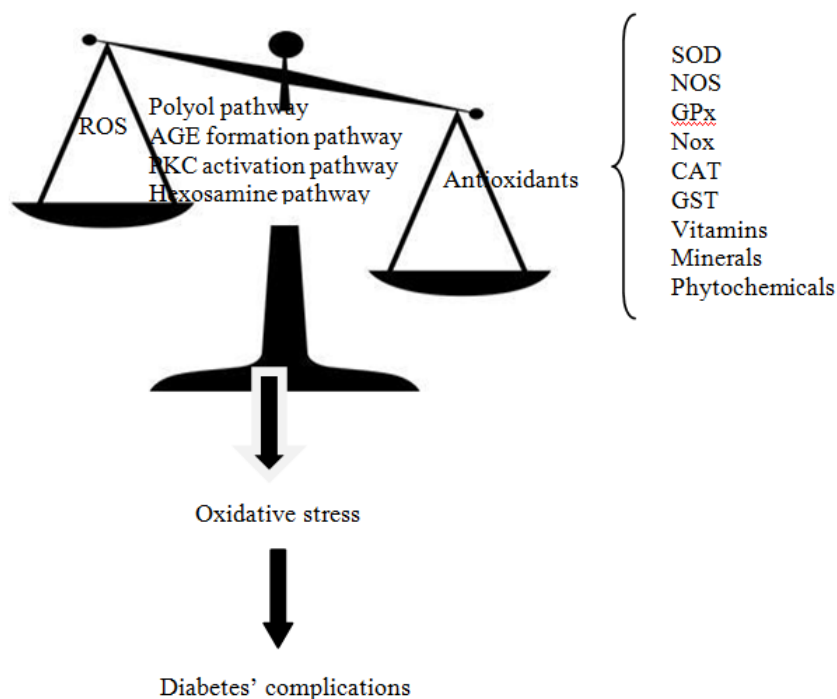 ROS
Polyol pathway
AGE formation pathway
PKC activation pathway
Hexosamine pathway
Antioxidants
SOD
NOS
GPx
Nox
CAT
GST
Vitamins
Minerals
Phytochemicals
Oxidative stress
Diabetes’ complications